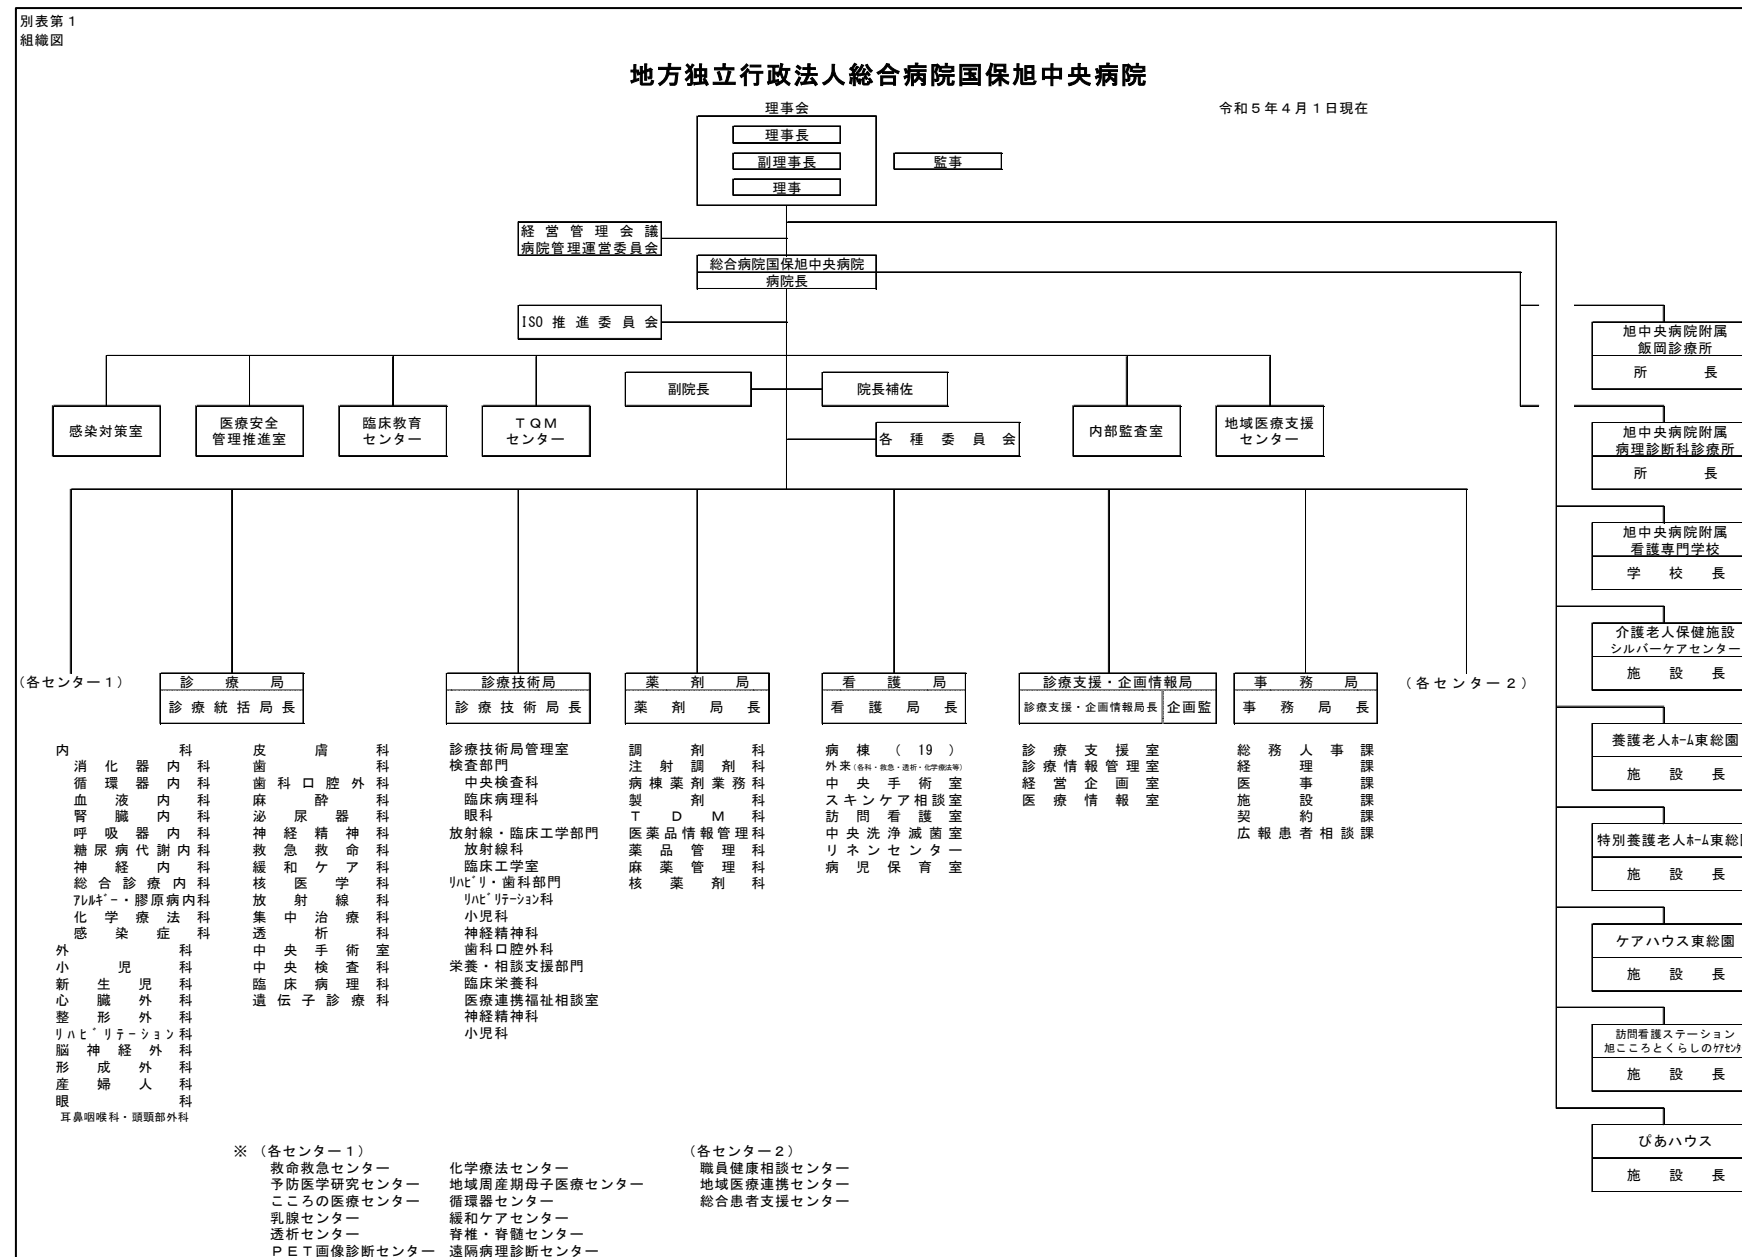 別表第１
組織図
地方独立行政法人総合病院国保旭中央病院
令和５年４月１日現在
理事会
理事長
副理事長
理事
監事
経営管理会議
病院管理運営委員会
総合病院国保旭中央病院
病院長
ISO 推進委員会
副院長
院長補佐
各種委員会
感染対策室
医療安全
管理推進室
臨床教育
センター
ＴＱＭ
センター
内部監査室
地域医療支援
センター
旭中央病院附属
飯岡診療所
所長
旭中央病院附属
病理診断科診療所
所長
旭中央病院附属
看護専門学校
学校長
介護老人保健施設
シルバーケアセンター
施設長
養護老人ﾎｰﾑ東総園
施設長
特別養護老人ﾎｰﾑ東総
施設長
ケアハウス東総園
施設長
訪問看護ステーション
旭こころとくらしのｹｱｾﾝﾀ
施設長
ぴあハウス
施設長
（各センター１）
診療局
診療統括局長
内科
消化器内科
循環器内科
血液内科
腎臓内科
呼吸器内科
糖尿病代謝内科
神経内科
総合診療内科
ｱﾚﾙｷﾞｰ・膠原病内科
化学療法科
感染症科
外科
小児科
新生児科
心臓外科
整形外科
ﾘﾊﾋﾞﾘﾃｰｼｮﾝ科
脳神経外科
形成外科
産婦人科
眼科
耳鼻咽喉科・頭頸部外科
皮膚科
歯科
歯科口腔外科
麻酔科
泌尿器科
神経精神科
救急救命科
緩和ケア科
核医学科
放射線科
集中治療科
透析科
中央手術室
中央検査科
臨床病理科
遺伝子診療科
診療技術局
診療技術局長
診療技術局管理室
検査部門
中央検査科
臨床病理科
眼科
放射線・臨床工学部門
放射線科
臨床工学室
ﾘﾊﾋﾞﾘ・歯科部門
ﾘﾊﾋﾞﾘﾃｰｼｮﾝ科
小児科
神経精神科
歯科口腔外科
栄養・相談支援部門
臨床栄養科
医療連携福祉相談室
神経精神科
小児科
薬剤局
薬剤局長
調剤科
注射調剤科
病棟薬剤業務科
製剤科
ＴＤＭ科
医薬品情報管理科
薬品管理科
麻薬管理科
核薬剤科
看護局
看護局長
病棟（19）
外来（各科・救急・透析・化学療法等）
中央手術室
スキンケア相談室
訪問看護室
中央洗浄滅菌室
リネンセンター
病児保育室
診療支援・企画情報局
診療支援・企画情報局長 企画監
診療支援室
診療情報管理室
経営企画室
医療情報室
事務局
事務局長
総務人事課
経理課
医事課
施設課
契約課
広報患者相談課
（各センター２）
※（各センター１）
救命救急センター
予防医学研究センター
こころの医療センター
乳腺センター
透析センター
ＰＥＴ画像診断センター
化学療法センター
地域周産期母子医療センター
循環器センター
緩和ケアセンター
脊椎・脊髄センター
遠隔病理診断センター
（各センター２）
職員健康相談センター
地域医療連携センター
総合患者支援センター